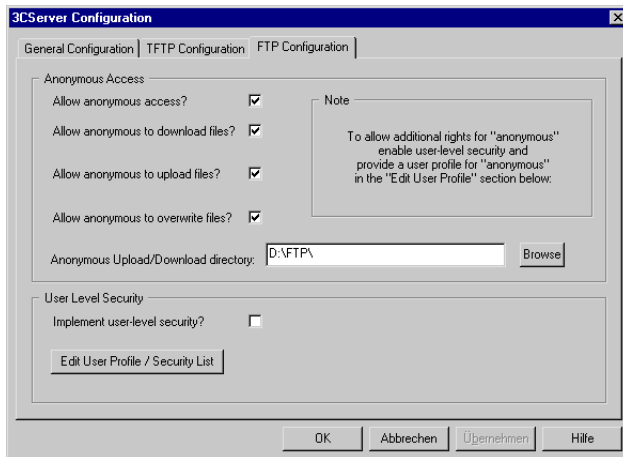 3CServer Configuration
General Configuration
TFTP Configuration
FTP Configuration
Anonymous Access
Allow anonymous access?
Allow anonymous to download files?
Allow anonymous to upload files?
Allow anonymous to overwrite files?
Note
To allow additional rights for "anonymous"
enable user-level security and
provide a user profile for "anonymous"
in the "Edit User Profile" section below:
Anonymous Upload/Download directory:
D:\FTP\
Browse
User Level Security
Implement user-level security?
Edit User Profile / Security List
OK
Abbrechen
Übernehmen
Hilfe